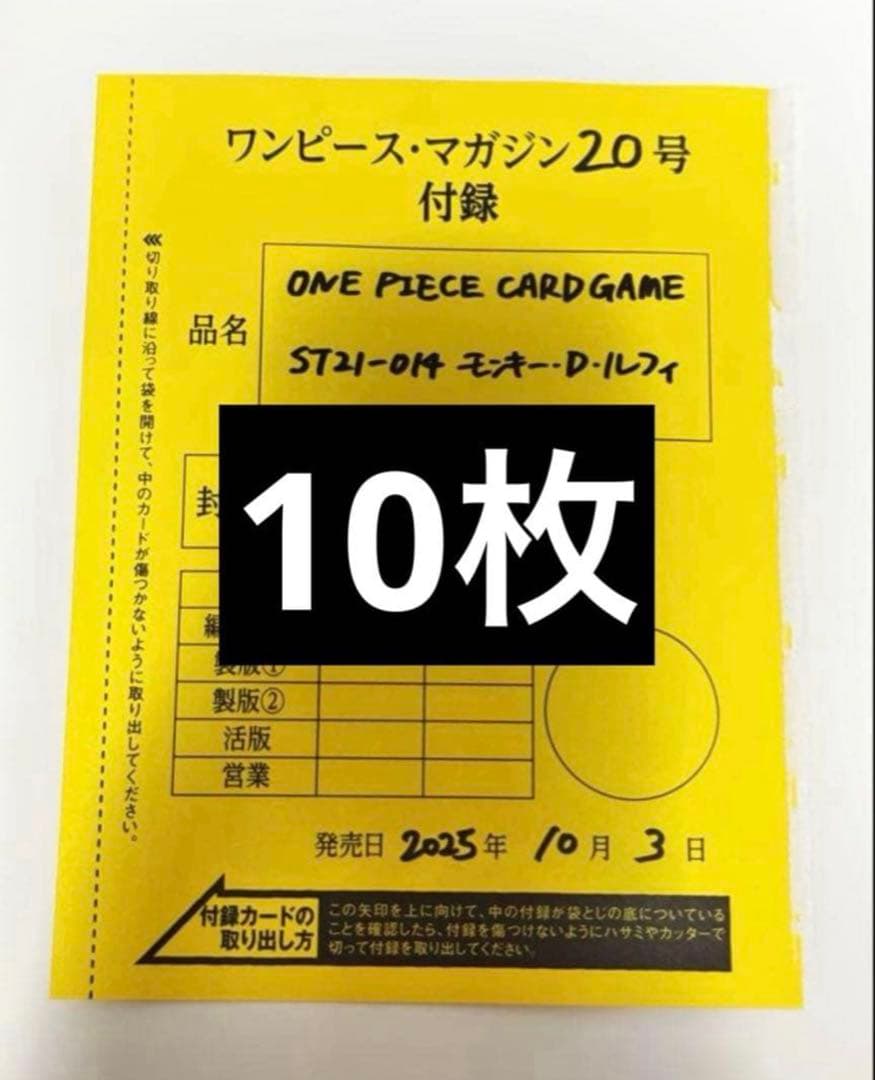 ワンピース・マガジン20号
付録
品名
ONE PIECE CARD GAME
ST21-014 モンキー・D・ルフィ
封
10枚
編
製版①
製版②
活版
営業
発売日 2025年 10月 3日
≪切り取り線に沿って袋を開けて、中のカードが傷つかないように取り出してください。
付録カードの
取り出し方
この矢印を上に向けて、中の付録が袋とじの底についている
ことを確認したら、付録を傷つけないようにハサミやカッターで
切って付録を取り出してください。